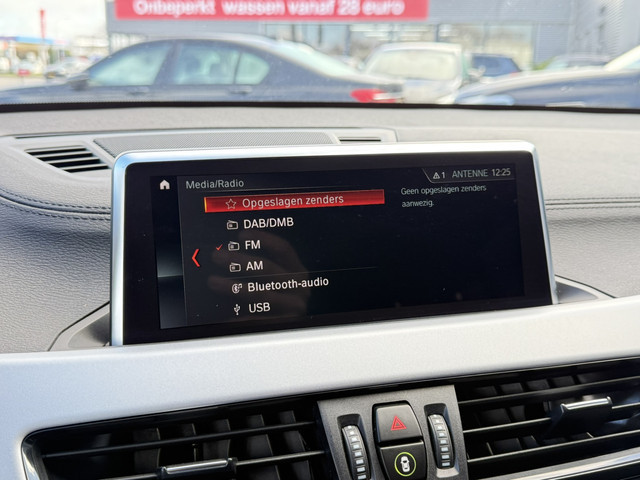 Onbeperkt wassen vanaf 28 euro
Media/Radio
1 ANTENNE 12:25
Opgeslagen zenders
Geen opgeslagen zenders
aanwezig.
DAB/DMB
FM
AM
Bluetooth-audio
USB